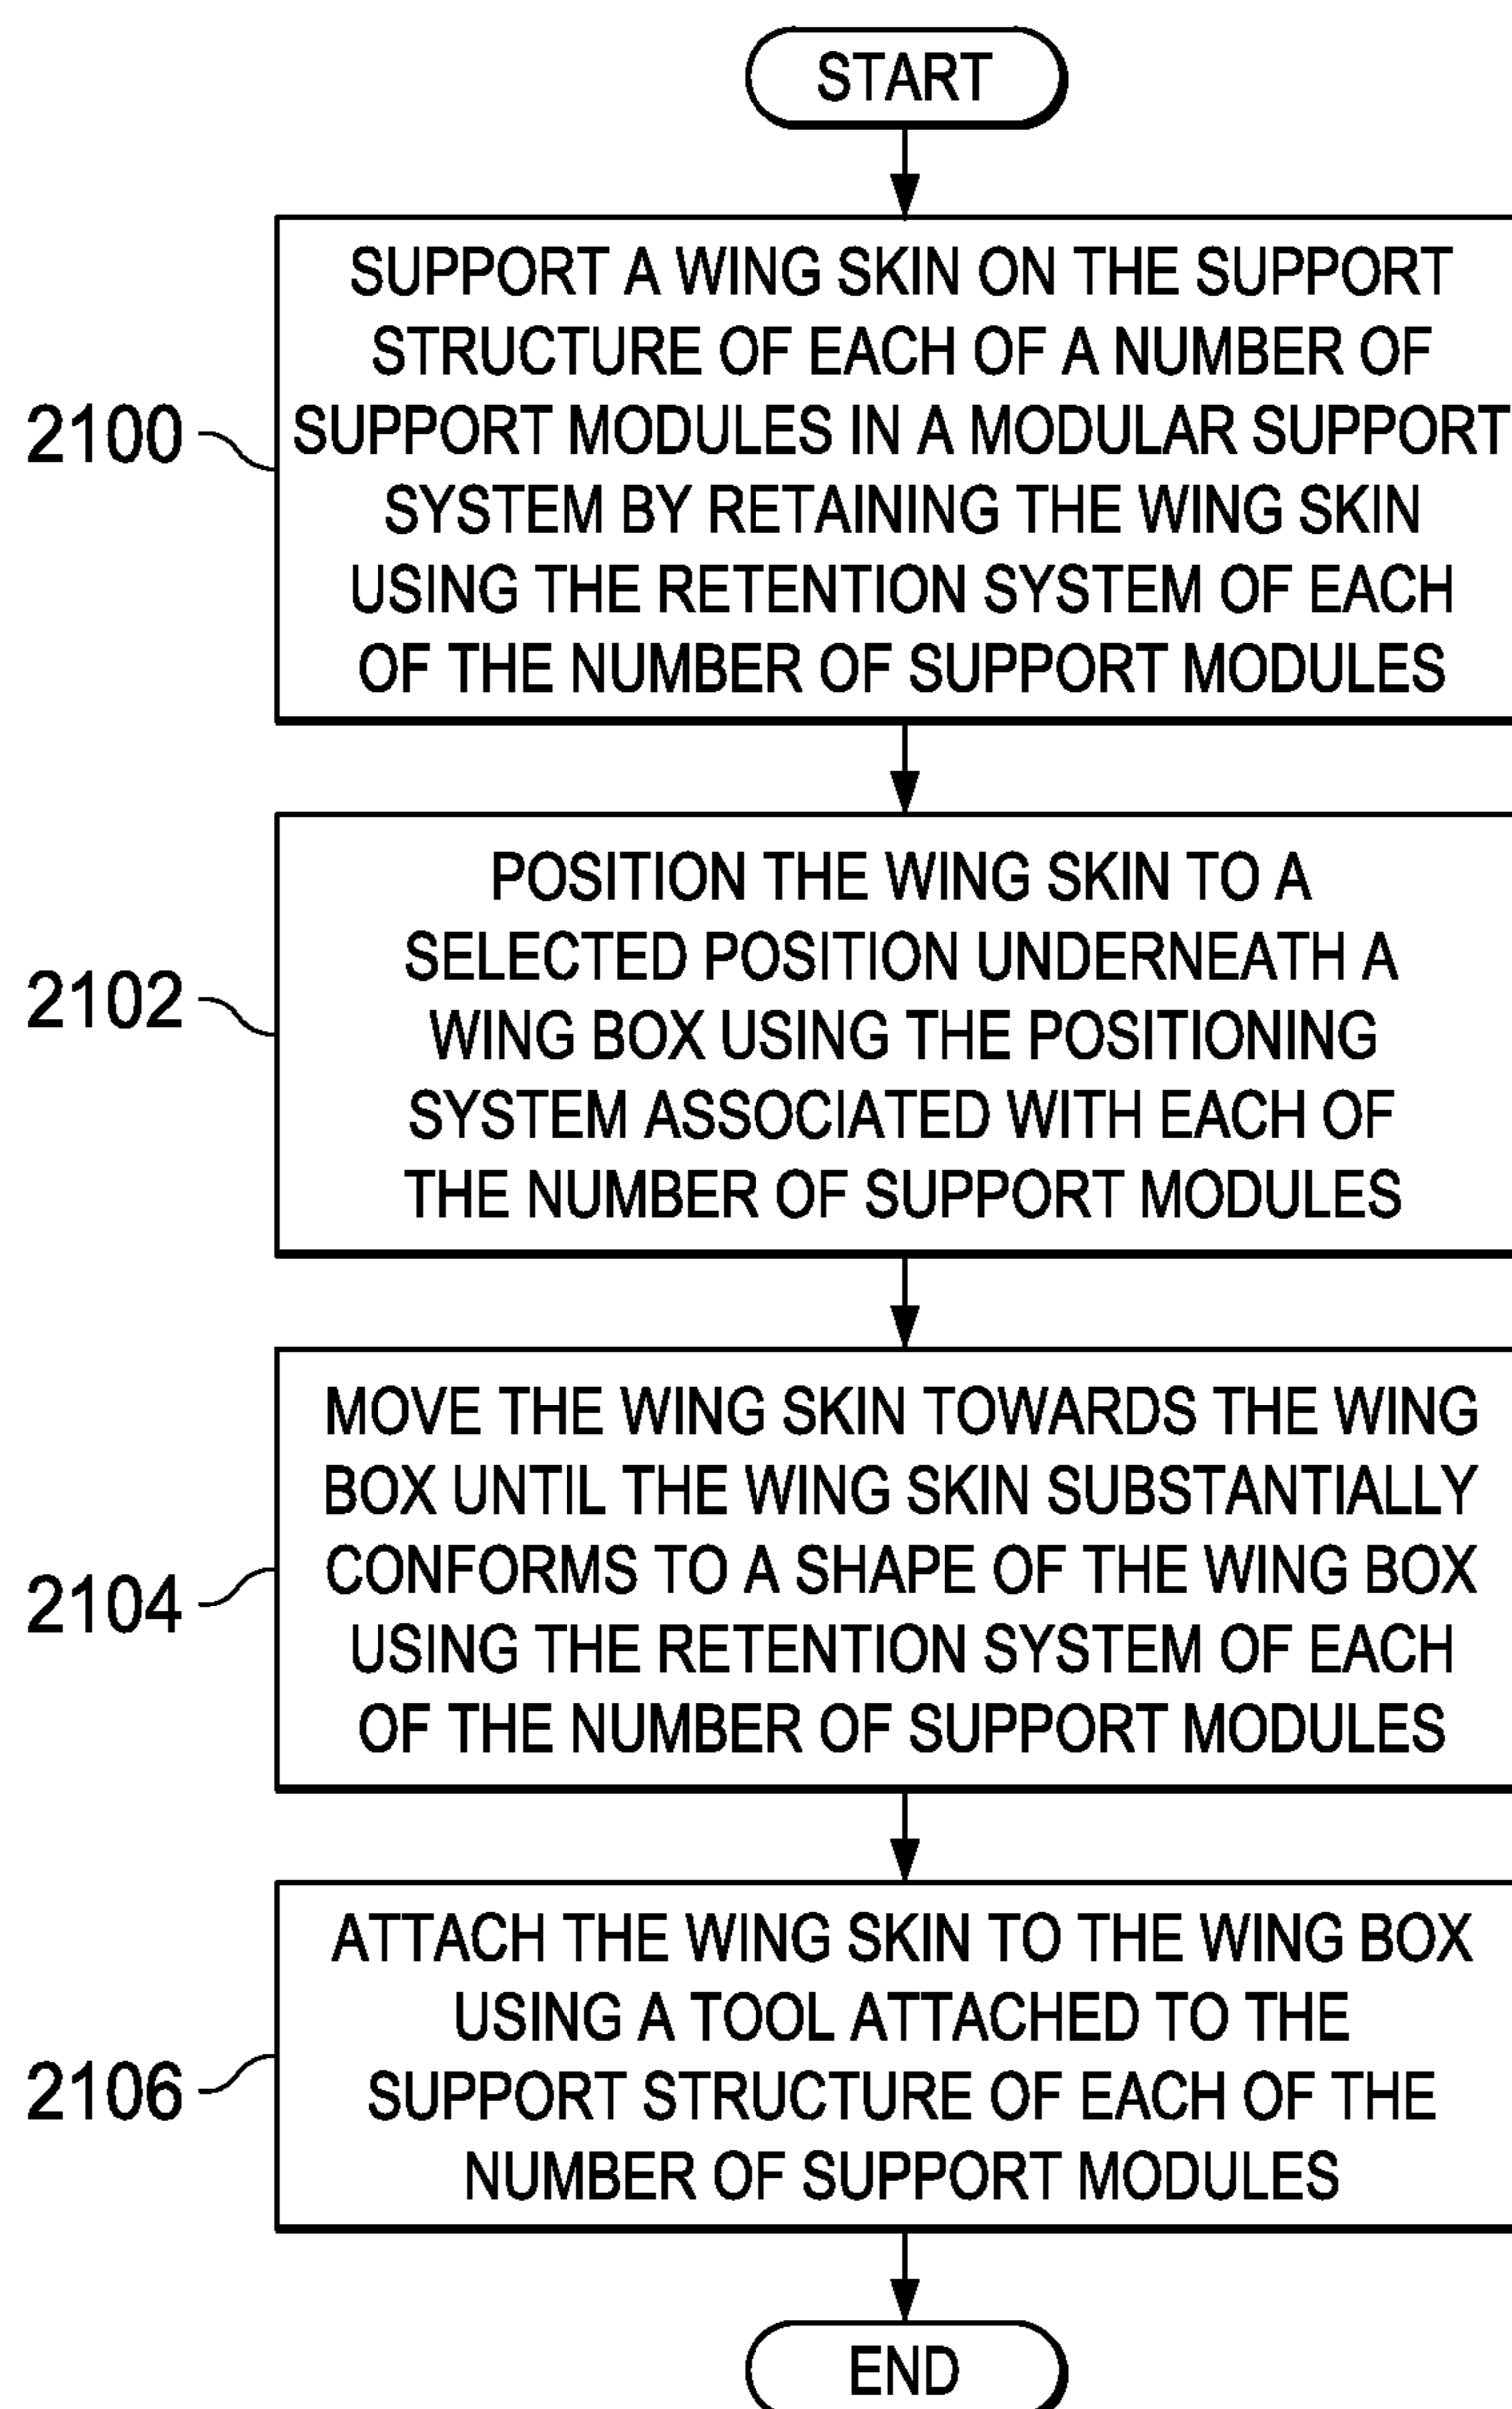 START
SUPPORT A WING SKIN ON THE SUPPORT
STRUCTURE OF EACH OF A NUMBER OF
SUPPORT MODULES IN A MODULAR SUPPORT
SYSTEM BY RETAINING THE WING SKIN
USING THE RETENTION SYSTEM OF EACH
OF THE NUMBER OF SUPPORT MODULES
2100
POSITION THE WING SKIN TO A
SELECTED POSITION UNDERNEATH A
WING BOX USING THE POSITIONING
SYSTEM ASSOCIATED WITH EACH OF
THE NUMBER OF SUPPORT MODULES
2102
MOVE THE WING SKIN TOWARDS THE WING
BOX UNTIL THE WING SKIN SUBSTANTIALLY
CONFORMS TO A SHAPE OF THE WING BOX
USING THE RETENTION SYSTEM OF EACH
OF THE NUMBER OF SUPPORT MODULES
2104
ATTACH THE WING SKIN TO THE WING BOX
USING A TOOL ATTACHED TO THE
SUPPORT STRUCTURE OF EACH OF THE
NUMBER OF SUPPORT MODULES
2106
END